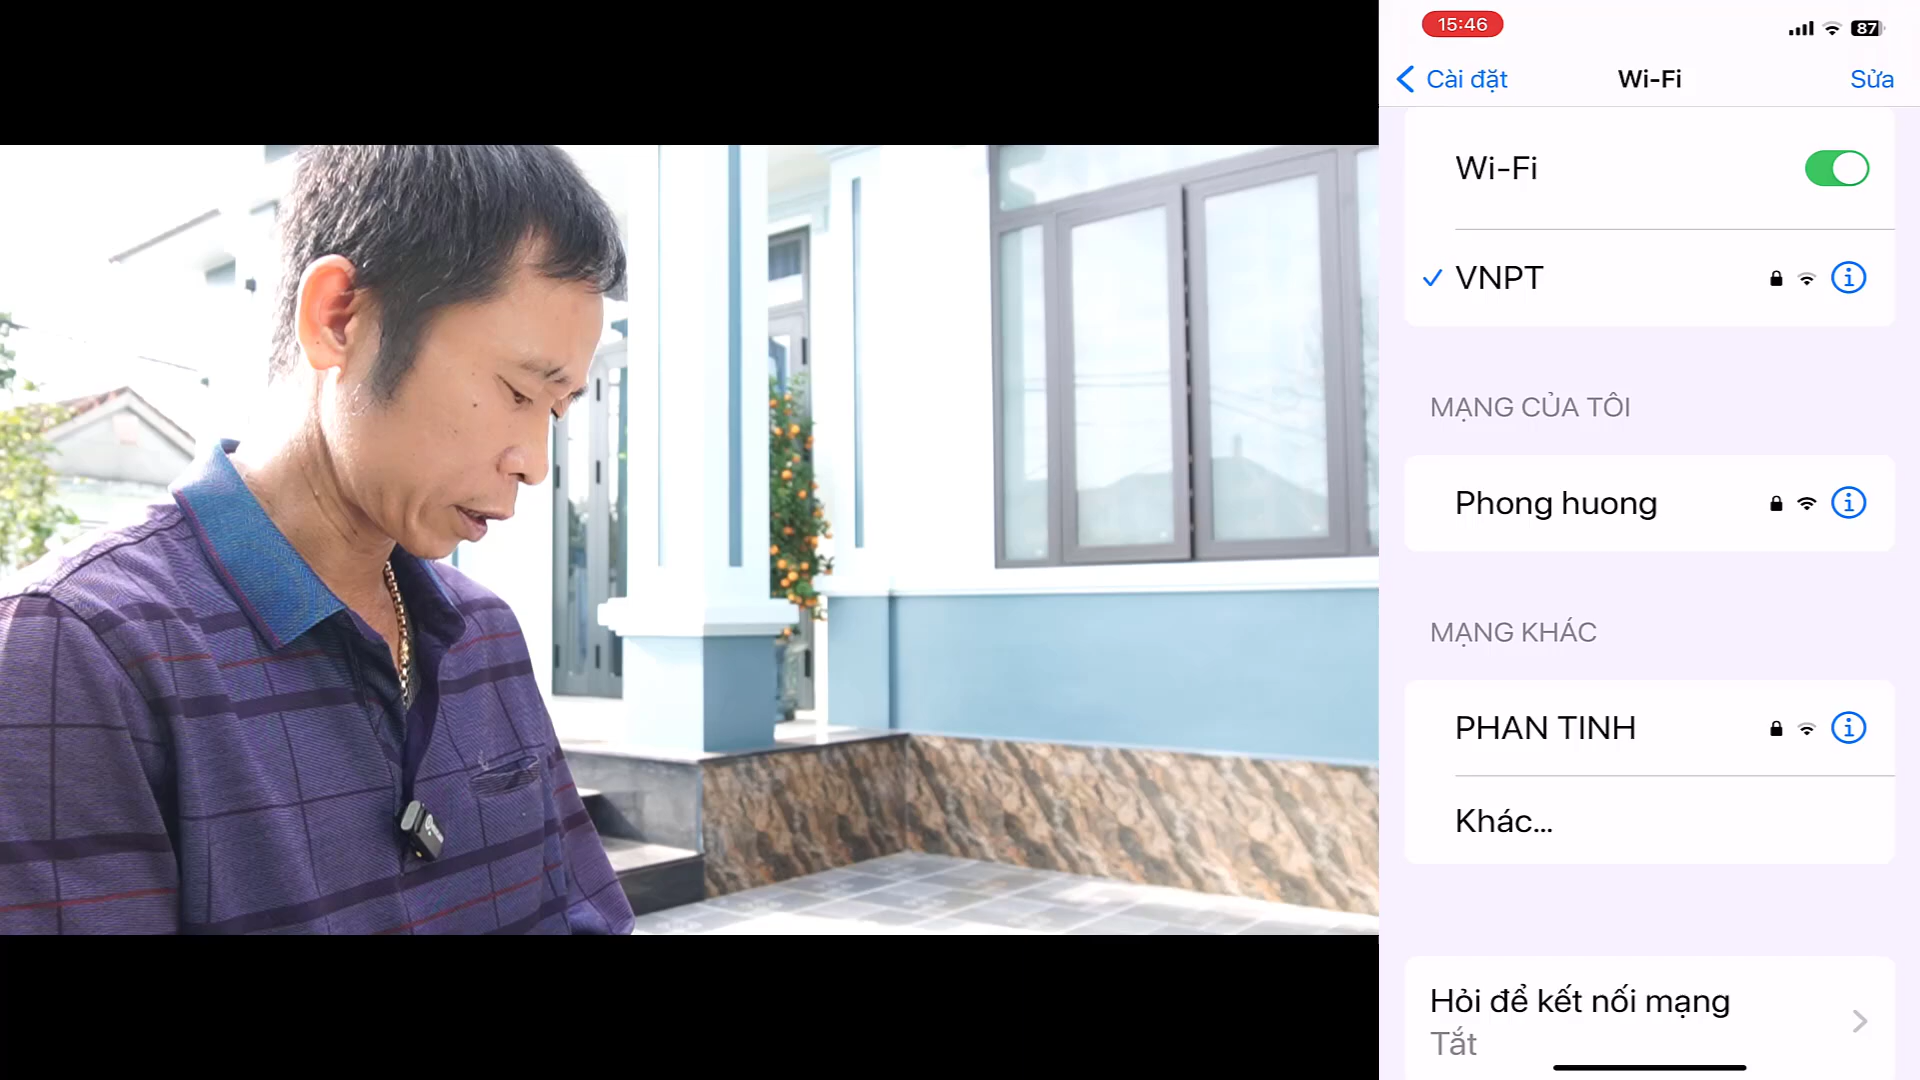 15:46
87
Cài đặt
Wi-Fi
Sửa
Wi-Fi
VNPT
MẠNG CỦA TÔI
Phong huong
MẠNG KHÁC
PHAN TINH
Khác...
Hỏi để kết nối mạng
Tắt